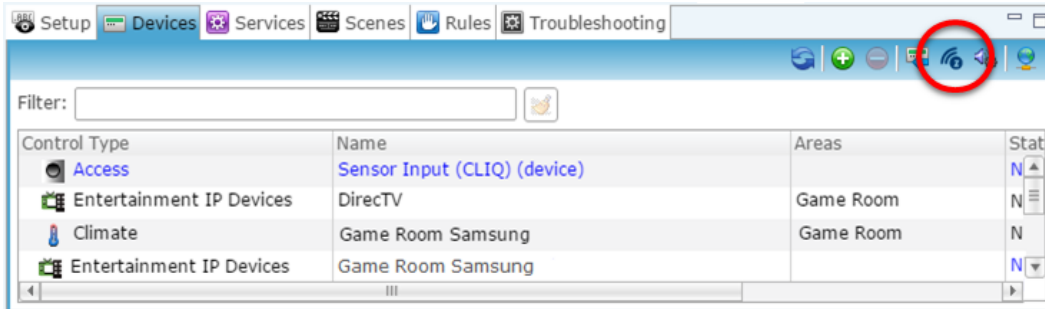 Setup Devices Services Scenes Rules Troubleshooting
Filter:
Control Type Name Areas Stat
Access Sensor Input (CLIQ) (device) N
Entertainment IP Devices DirecTV Game Room N
Climate Game Room Samsung Game Room N
Entertainment IP Devices Game Room Samsung N